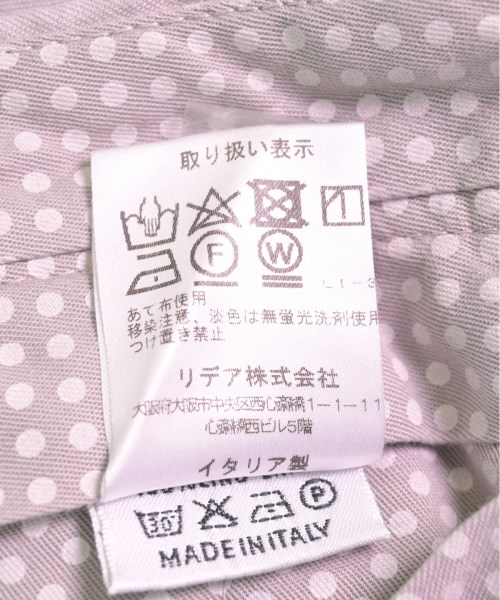 取り扱い表示
F W
L1-3
あて布使用
移染注意、淡色は無蛍光洗剤使用
つけ置き禁止
リデア株式会社
大阪府大阪市中央区西心斎橋1-1-11
心斎橋西ビル5階
イタリア製
30° P
MADE IN ITALY